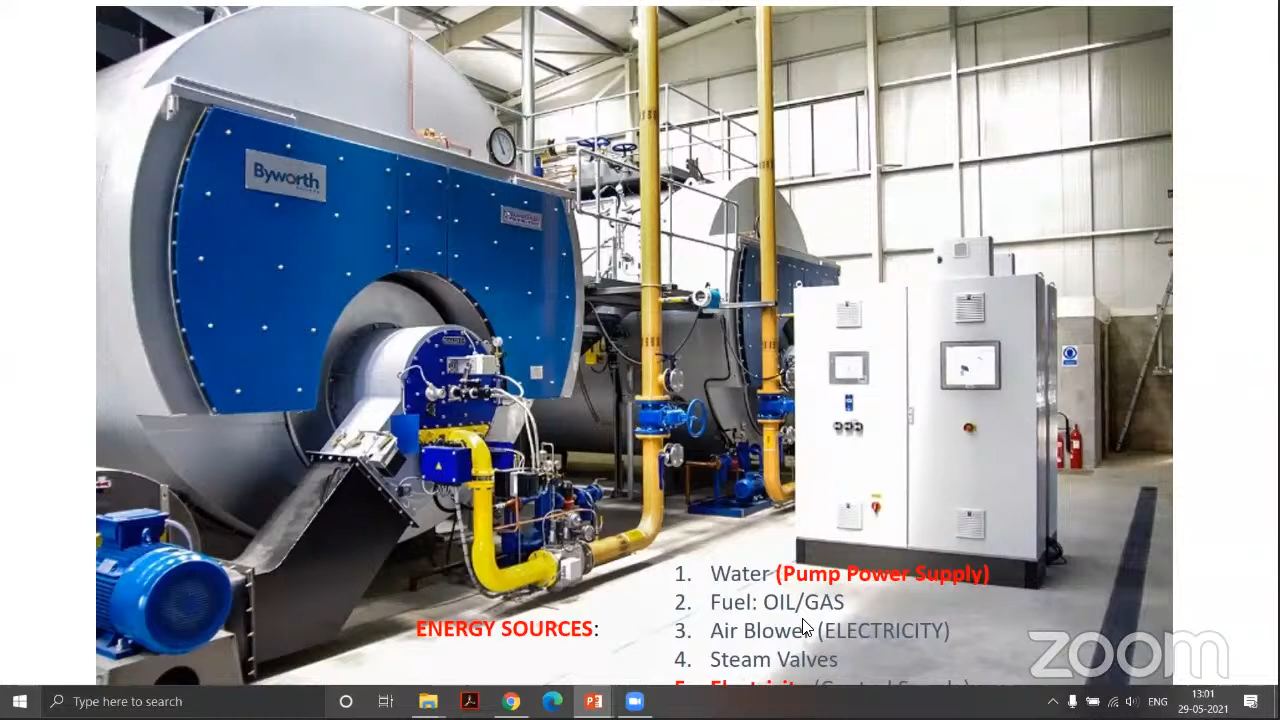 Byworth
1. Water (Pump Power Supply)
2. Fuel: OIL/GAS
ENERGY SOURCES:
3. Air Blower (ELECTRICITY)
4. Steam Valves
zoom
Type here to search
ENG
13:01
29-05-2021